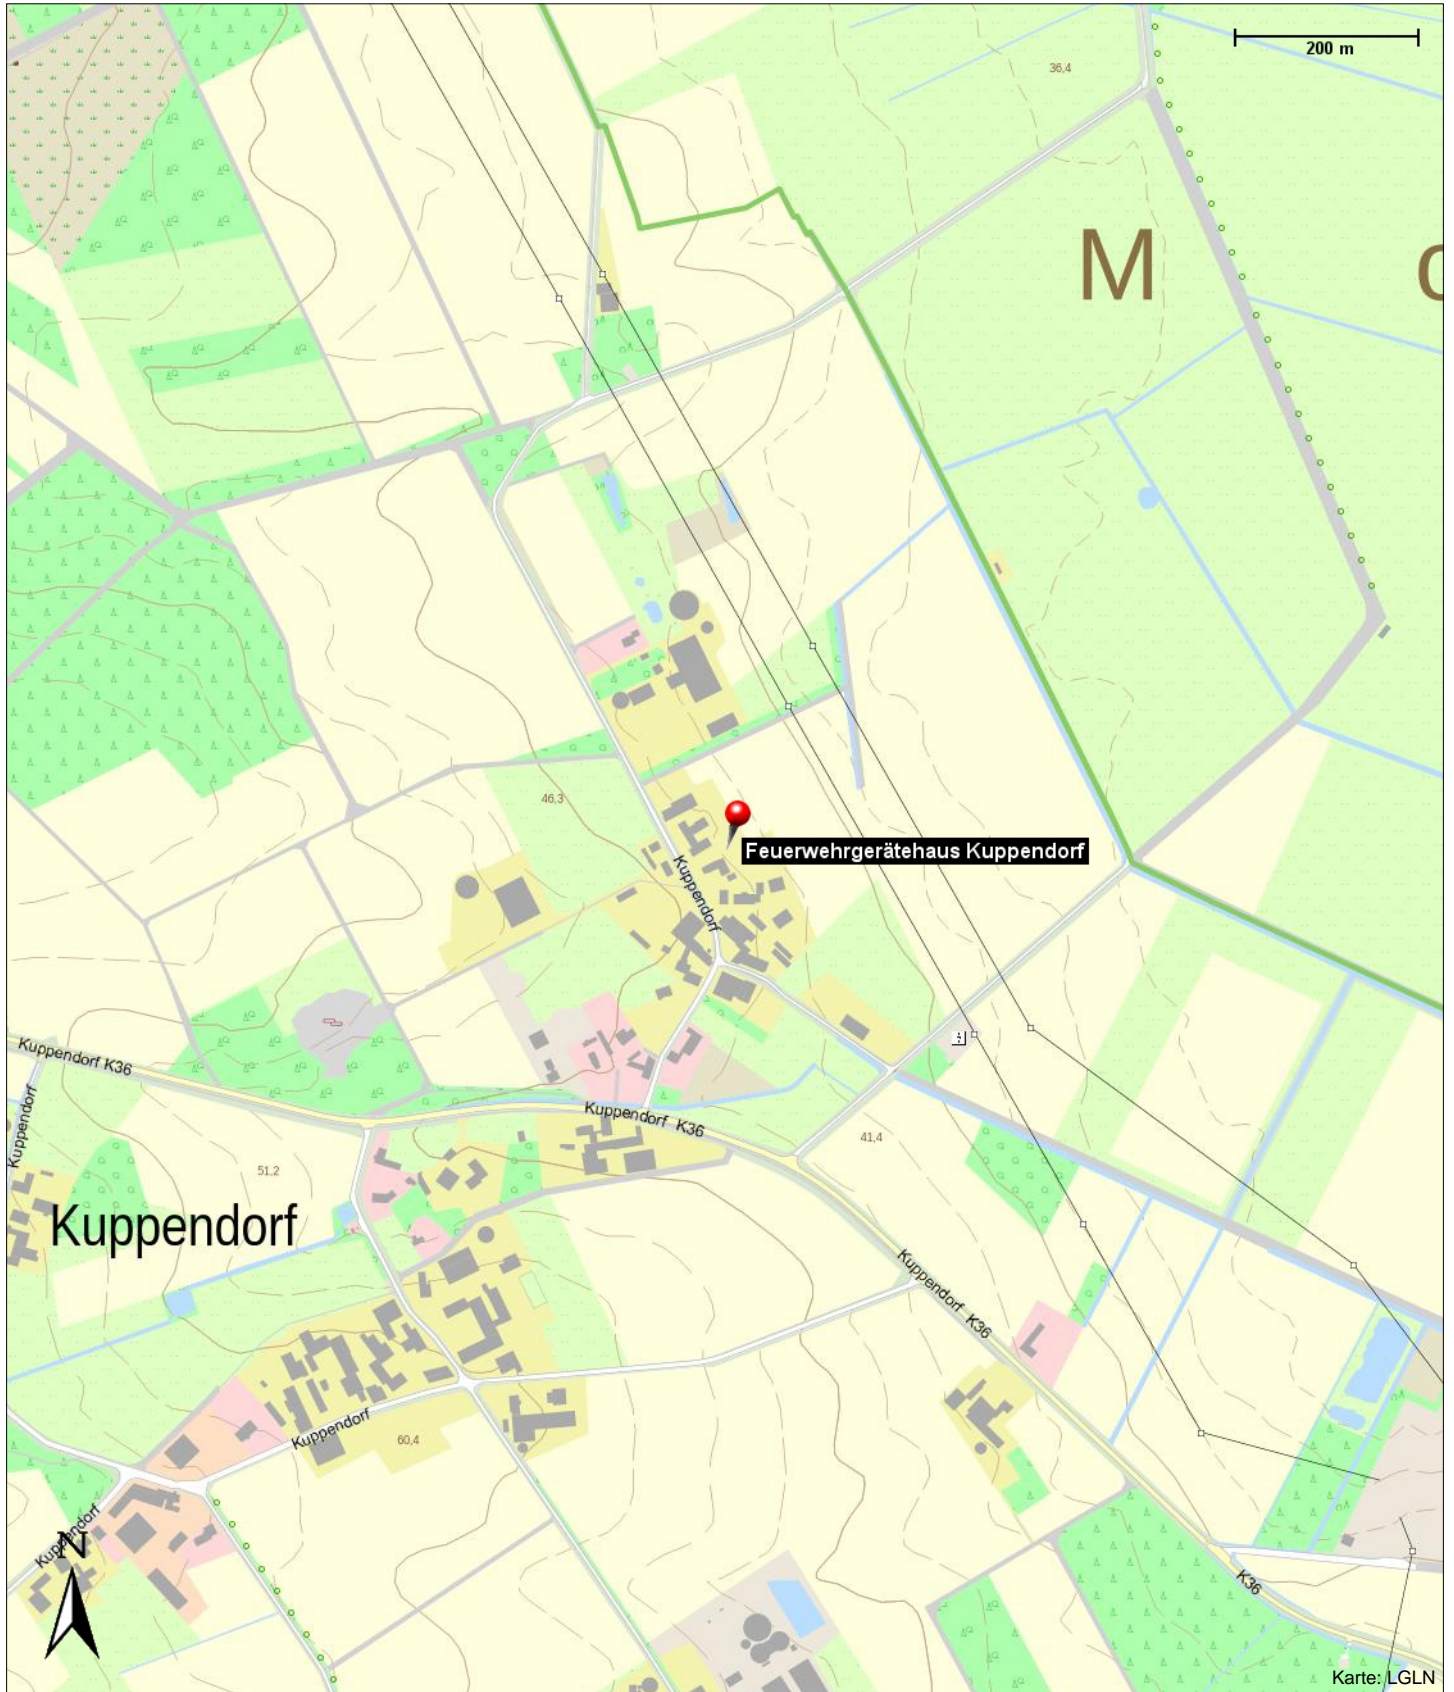 200 m
36,4
M
46,3
Feuerwehrgerätehaus Kuppendorf
Kuppendorf
Kuppendorf K36
Kuppendorf
Kuppendorf K36
41,4
51,2
Kuppendorf
Kuppendorf K36
Kuppendorf
60,4
Kuppendorf
N
K36
Karte: LGLN